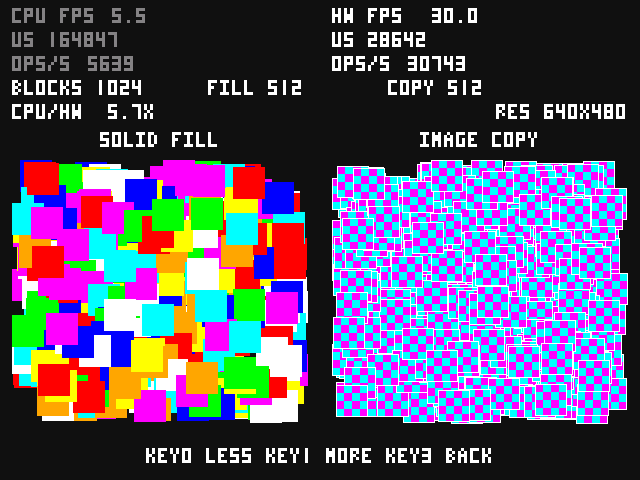 CPU FPS 5.5
HW FPS 30.0
US 164847
US 28642
OPS/S 5639
OPS/S 30743
BLOCKS 1024 FILL 512 COPY 512
CPU/HW 5.7X RES 640X480
SOLID FILL
IMAGE COPY
KEY0 LESS KEY1 MORE KEY3 BACK